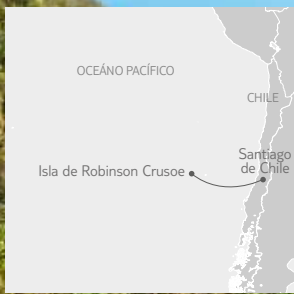 OCEÁNO PACÍFICO
CHILE
Santiago
de Chile
Isla de Robinson Crusoe